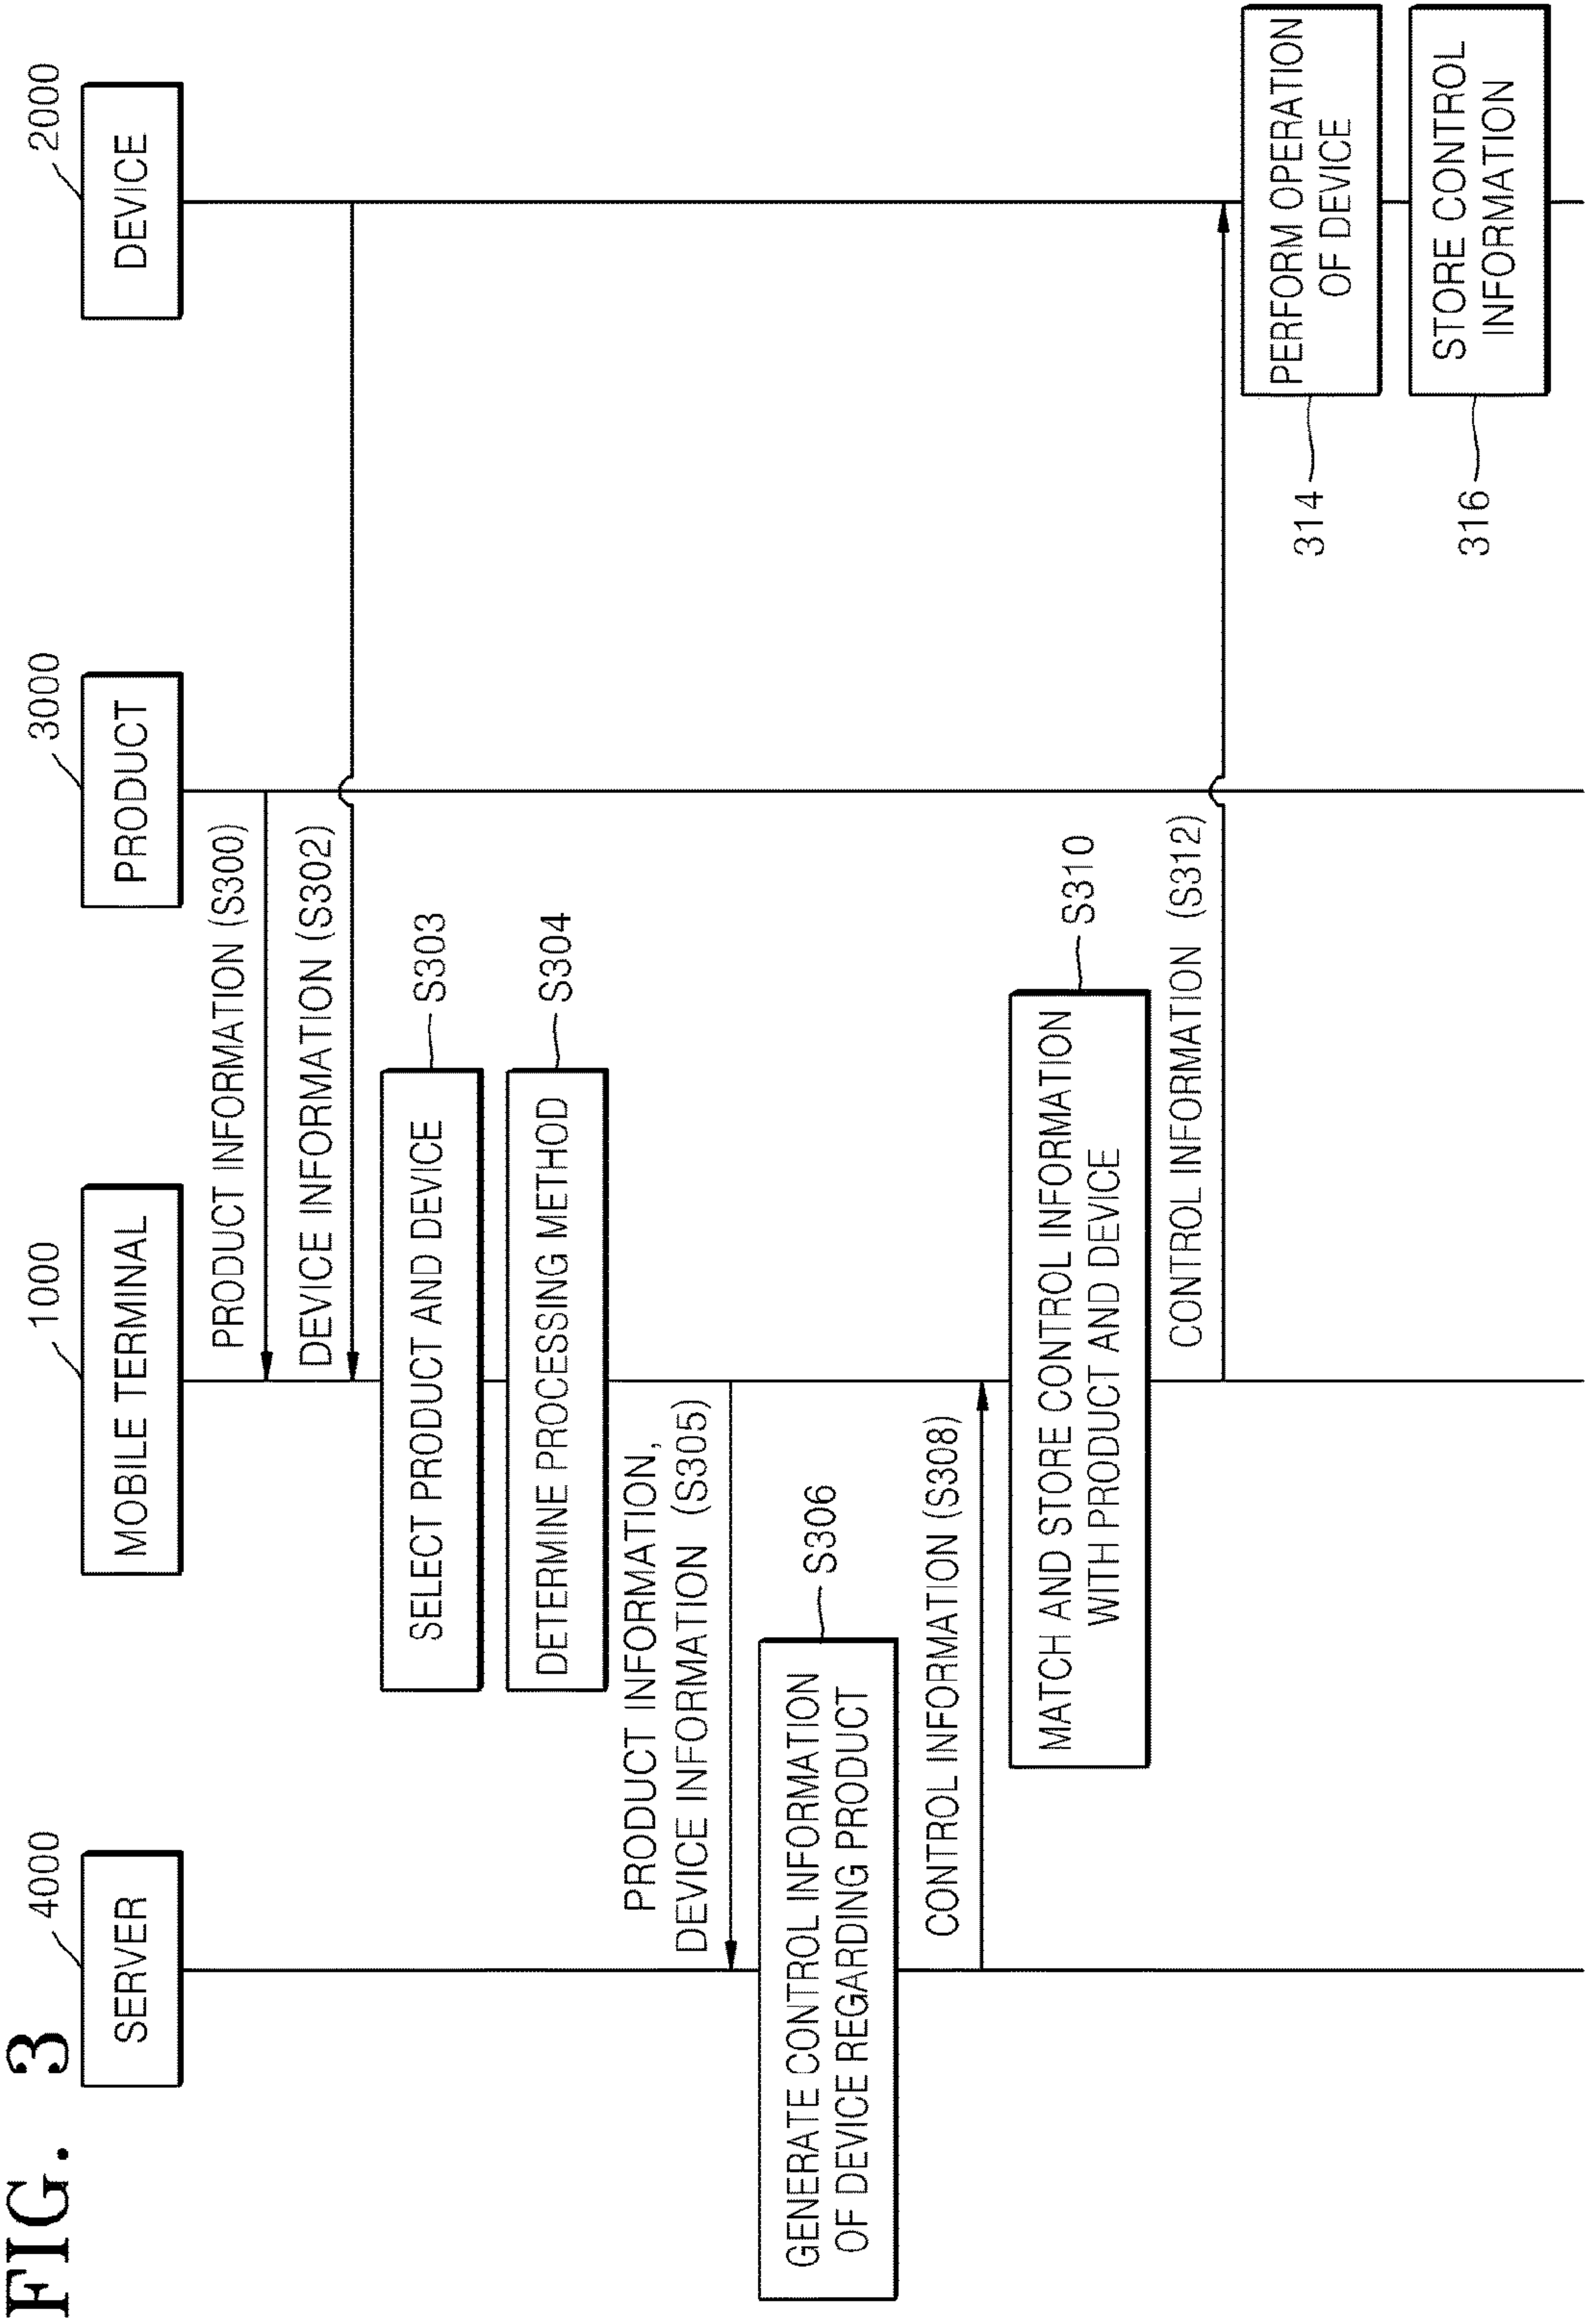 FIG. 3
4000
1000
3000
2000
SERVER
MOBILE TERMINAL
PRODUCT
DEVICE
PRODUCT INFORMATION (S300)
DEVICE INFORMATION (S302)
SELECT PRODUCT AND DEVICE
S303
DETERMINE PROCESSING METHOD
S304
PRODUCT INFORMATION,
DEVICE INFORMATION (S305)
GENERATE CONTROL INFORMATION
OF DEVICE REGARDING PRODUCT
S306
CONTROL INFORMATION (S308)
MATCH AND STORE CONTROL INFORMATION
WITH PRODUCT AND DEVICE
S310
CONTROL INFORMATION (S312)
314
PERFORM OPERATION
OF DEVICE
316
STORE CONTROL
INFORMATION